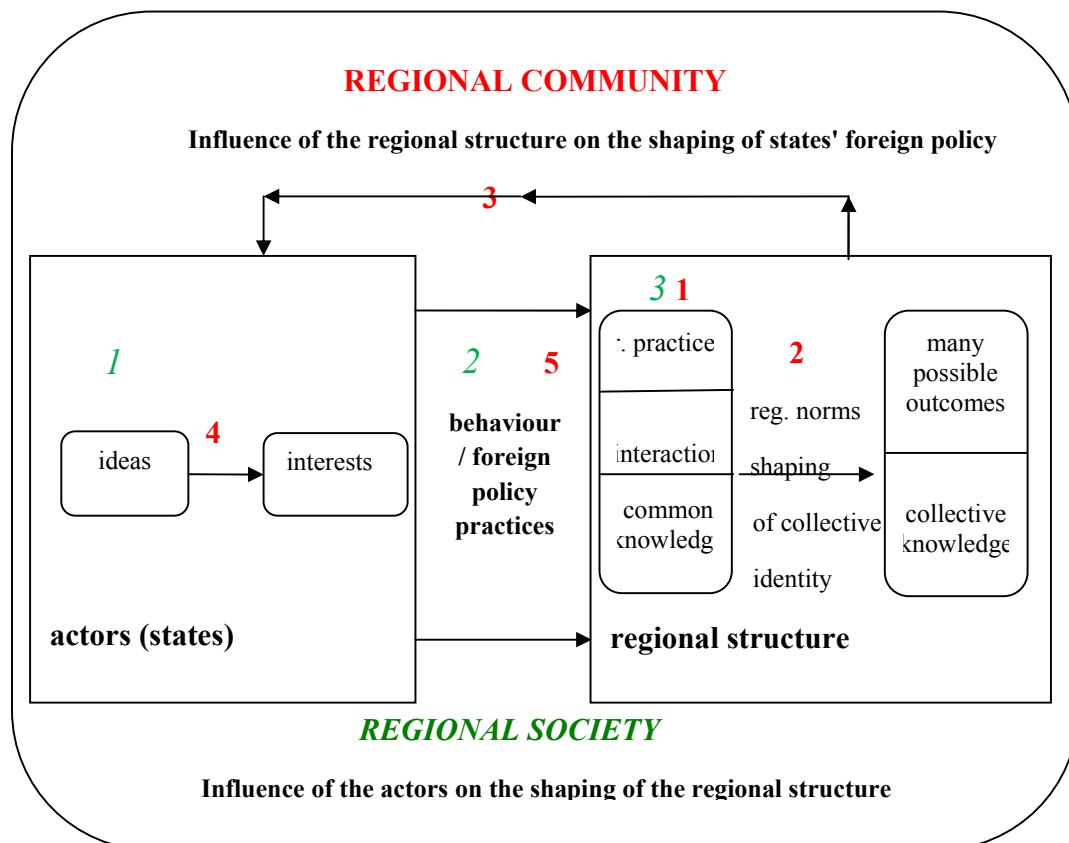 REGIONAL COMMUNITY
Influence of the regional structure on the shaping of states' foreign policy
3
1
4
ideas
interests
actors (states)
2 5
behaviour
/ foreign
policy
practices
3 1
r. practice
interaction
common
knowledg
2
reg. norms
shaping
of collective
identity
many
possible
outcomes
collective
knowledge
regional structure
REGIONAL SOCIETY
Influence of the actors on the shaping of the regional structure